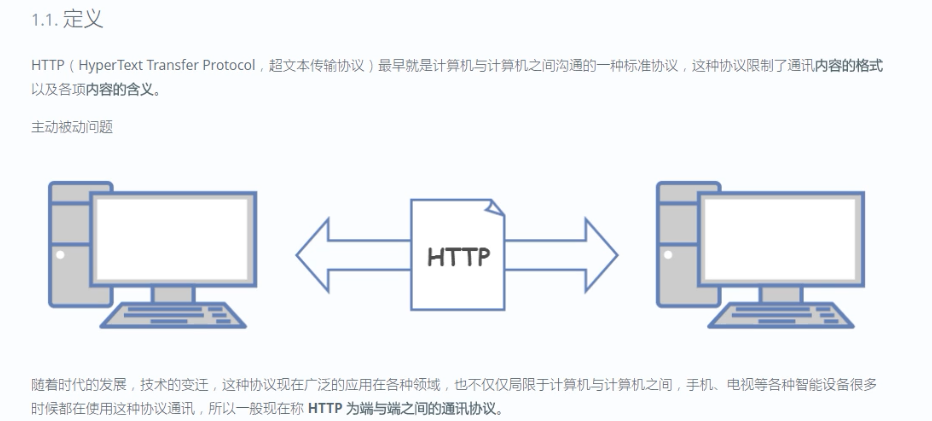 1.1. 定义
HTTP（HyperText Transfer Protocol，超文本传输协议）最早就是计算机与计算机之间沟通的一种标准协议，这种协议限制了通讯内容的格式
以及各项内容的含义。
主动被动问题
HTTP
随着时代的发展，技术的变迁，这种协议现在广泛的应用在各种领域，也不仅仅局限于计算机与计算机之间，手机、电视等各种智能设备很多
时候都在使用这种协议通讯，所以一般现在称 HTTP 为端与端之间的通讯协议。